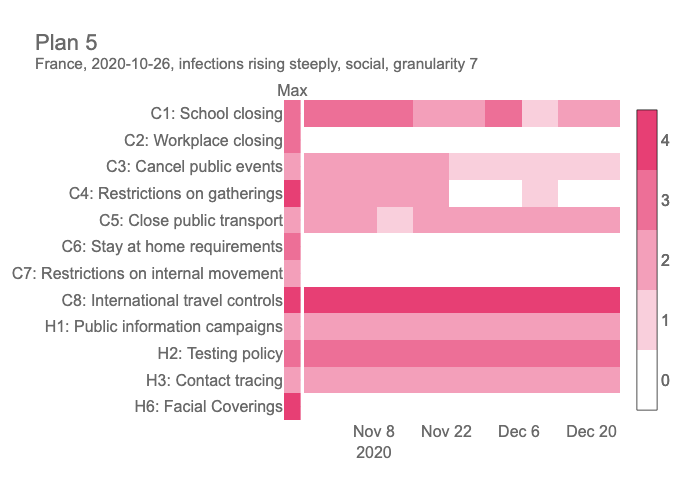 Plan 5
France, 2020-10-26, infections rising steeply, social, granularity 7
Max
C1: School closing
C2: Workplace closing
C3: Cancel public events
C4: Restrictions on gatherings
C5: Close public transport
C6: Stay at home requirements
C7: Restrictions on internal movement
C8: International travel controls
H1: Public information campaigns
H2: Testing policy
H3: Contact tracing
H6: Facial Coverings
4
3
2
1
0
Nov 8 Nov 22 Dec 6 Dec 20
2020